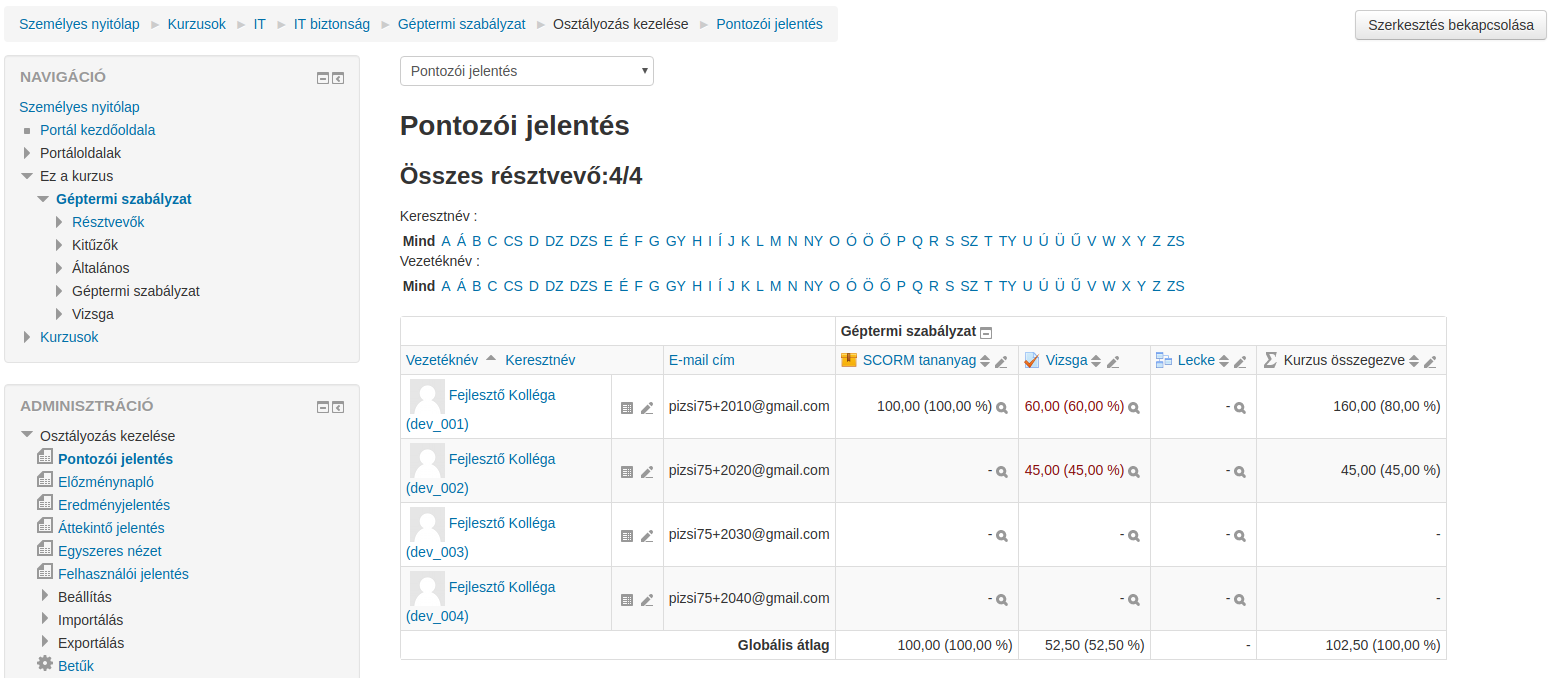 Személyes nyitólap ► Kurzusok ► IT ► IT biztonság ► Géptermi szabályzat ► Osztályozás kezelése ► Pontozói jelentés
Szerkesztés bekapcsolása
NAVIGÁCIÓ
Személyes nyitólap
Portál kezdőoldala
Portáloldalak
Ez a kurzus
Géptermi szabályzat
Résztvevők
Kitűzők
Általános
Géptermi szabályzat
Vizsga
Kurzusok
ADMINISZTRÁCIÓ
Osztályozás kezelése
Pontozói jelentés
Előzménynapló
Eredményjelentés
Áttekintő jelentés
Egyszeres nézet
Felhasználói jelentés
Beállítás
Importálás
Exportálás
Betűk
Pontozói jelentés
Pontozói jelentés
Összes résztvevő:4/4
Keresztnév :
Mind A Á B C CS D DZ DZS E É F G GY H I Í J K L M N NY O Ó Ö Ő P Q R S SZ T TY U Ú Ü Ű V W X Y Z ZS
Vezetéknév :
Mind A Á B C CS D DZ DZS E É F G GY H I Í J K L M N NY O Ó Ö Ő P Q R S SZ T TY U Ú Ü Ű V W X Y Z ZS
Géptermi szabályzat
Vezetéknév Keresztnév E-mail cím SCORM tananyag Vizsga Lecke Σ Kurzus összegezve
Fejlesztő Kolléga
(dev_001) pizsi75+2010@gmail.com 100,00 (100,00 %) 60,00 (60,00 %) - 160,00 (80,00 %)
Fejlesztő Kolléga
(dev_002) pizsi75+2020@gmail.com - 45,00 (45,00 %) - 45,00 (45,00 %)
Fejlesztő Kolléga
(dev_003) pizsi75+2030@gmail.com - - - -
Fejlesztő Kolléga
(dev_004) pizsi75+2040@gmail.com - - - -
Globális átlag 100,00 (100,00 %) 52,50 (52,50 %) - 102,50 (100,00 %)